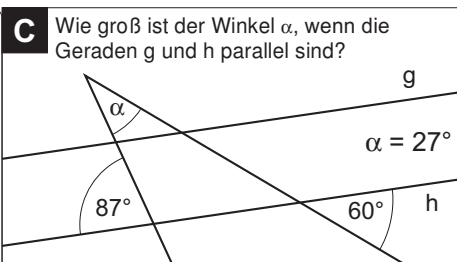 C Wie groß ist der Winkel α, wenn die
Geraden g und h parallel sind?
g
α
α = 27°
87°
60°
h